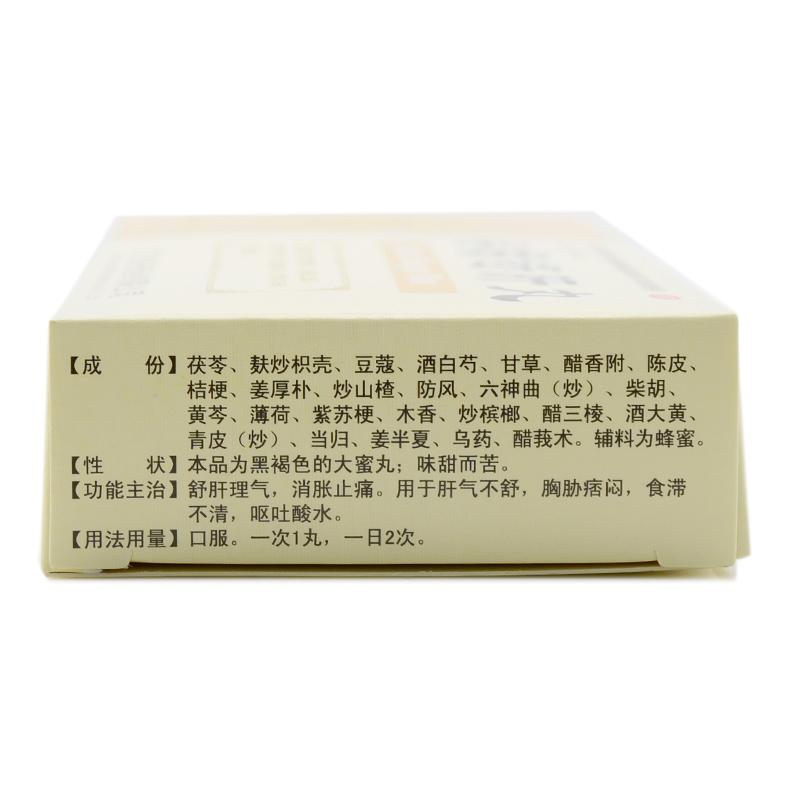 【成　份】茯苓、麸炒枳壳、豆蔻、酒白芍、甘草、醋香附、陈皮、
桔梗、姜厚朴、炒山楂、防风、六神曲（炒）、柴胡、
黄芩、薄荷、紫苏梗、木香、炒槟榔、醋三棱、酒大黄、
青皮（炒）、当归、姜半夏、乌药、醋莪术。辅料为蜂蜜。
【性　状】本品为黑褐色的大蜜丸；味甜而苦。
【功能主治】舒肝理气，消胀止痛。用于肝气不舒，胸胁痞闷，食滞
不清，呕吐酸水。
【用法用量】口服。一次1丸，一日2次。